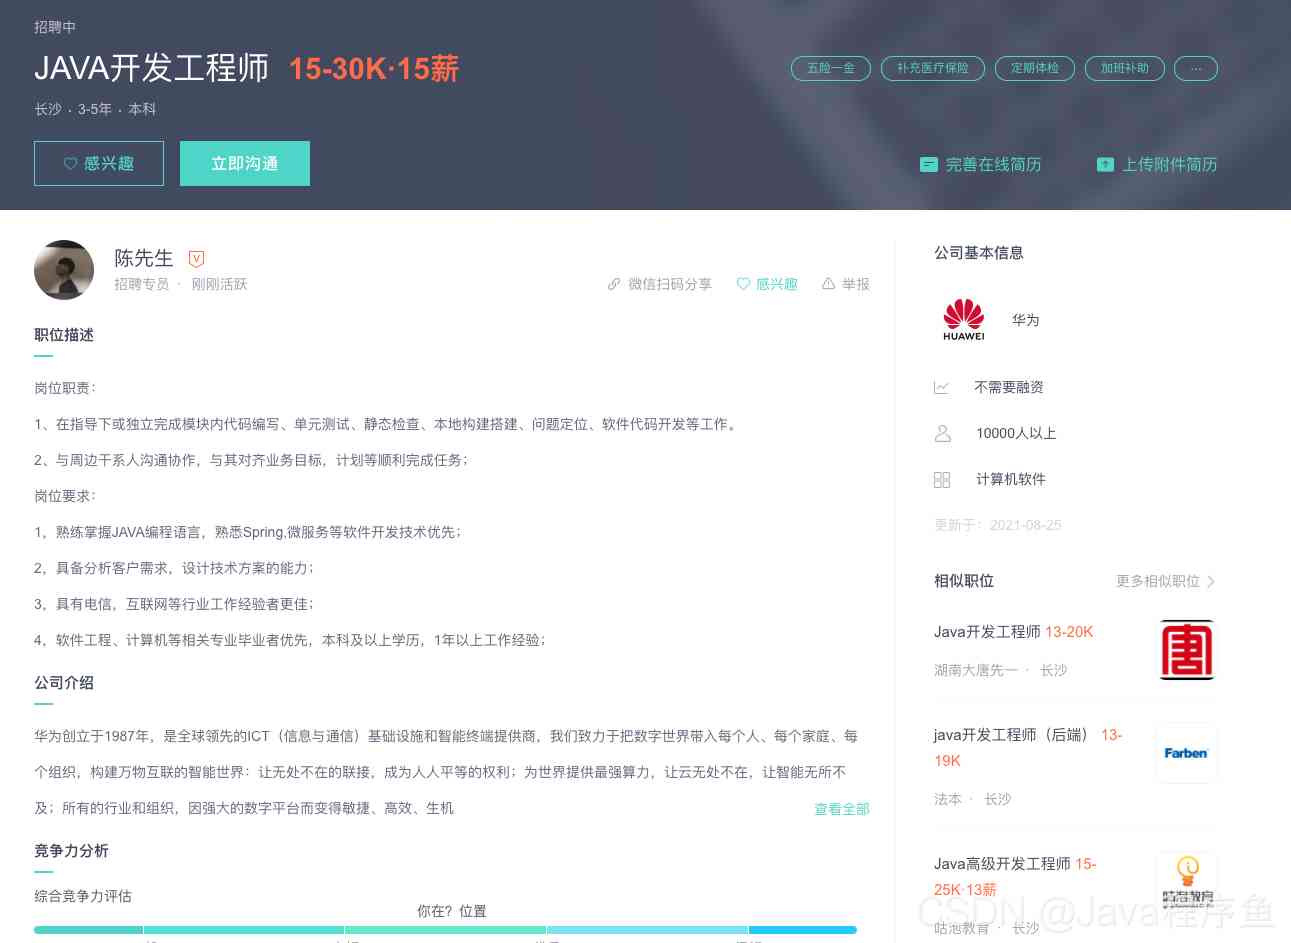 招聘中
JAVA开发工程师 15-30K·15薪
五险一金 补充医疗保险 定期体检 加班补助 ...
长沙 · 3-5年 · 本科
感兴趣 立即沟通
完善在线简历 上传附件简历
陈先生
招聘专员 · 刚刚活跃
微信扫码分享 感兴趣 举报
职位描述
岗位职责：
1、在指导下或独立完成模块内代码编写、单元测试、静态检查、本地构建搭建、问题定位、软件代码开发等工作。
2、与周边干系人沟通协作，与其对齐业务目标，计划等顺利完成任务；
岗位要求：
1，熟练掌握JAVA编程语言，熟悉Spring,微服务等软件开发技术优先；
2，具备分析客户需求，设计技术方案的能力；
3，具有电信，互联网等行业工作经验者更佳；
4，软件工程、计算机等相关专业毕业者优先，本科及以上学历，1年以上工作经验；
公司介绍
华为创立于1987年，是全球领先的ICT（信息与通信）基础设施和智能终端提供商，我们致力于把数字世界带入每个人、每个家庭、每
个组织，构建万物互联的智能世界：让无处不在的联接，成为人人平等的权利；为世界提供最强算力，让云无处不在，让智能无所不
及；所有的行业和组织，因强大的数字平台而变得敏捷、高效、生机
查看全部
竞争力分析
综合竞争力评估
你在？位置
公司基本信息
HUAWEI
华为
不需要融资
10000人以上
计算机软件
更新于：2021-08-25
相似职位 更多相似职位
Java开发工程师 13-20K
湖南大唐先一 · 长沙
唐
java开发工程师（后端） 13-
19K
Farben
法本 · 长沙
Java高级开发工程师 15-
25K·13薪
咕泡教育
咕泡教育 · 长沙
CSDN @Java程序鱼